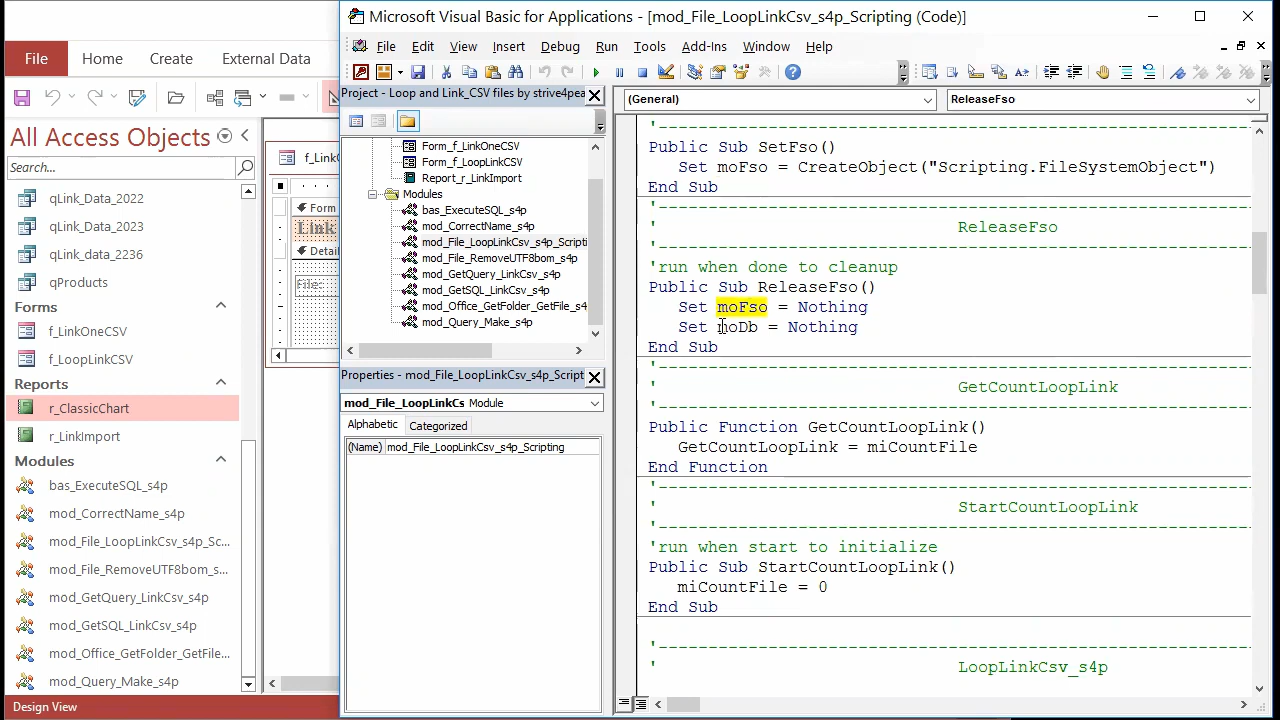 Microsoft Visual Basic for Applications - [mod_File_LoopLinkCsv_s4p_Scripting (Code)]
File Home Create External Data
File Edit View Insert Debug Run Tools Add-Ins Window Help
All Access Objects
Search...
qLink_Data_2022
qLink_Data_2023
qLink_data_2236
qProducts
Forms
f_LinkOneCSV
f_LoopLinkCSV
Reports
r_ClassicChart
r_LinkImport
Modules
bas_ExecuteSQL_s4p
mod_CorrectName_s4p
mod_File_LoopLinkCsv_s4p_Sc...
mod_File_RemoveUTF8bom_s...
mod_GetQuery_LinkCsv_s4p
mod_GetSQL_LinkCsv_s4p
mod_Office_GetFolder_GetFile...
mod_Query_Make_s4p
Design View
f_Link
Form
Link
Detai
File:
Project - Loop and Link_CSV files by strive4pea
Form_f_LinkOneCSV
Form_f_LoopLinkCSV
Report_r_LinkImport
Modules
bas_ExecuteSQL_s4p
mod_CorrectName_s4p
mod_File_LoopLinkCsv_s4p_Scripti
mod_File_RemoveUTF8bom_s4p
mod_GetQuery_LinkCsv_s4p
mod_GetSQL_LinkCsv_s4p
mod_Office_GetFolder_GetFile_s4
mod_Query_Make_s4p
Properties - mod_File_LoopLinkCsv_s4p_Script
mod_File_LoopLinkCs Module
Alphabetic Categorized
(Name) mod_File_LoopLinkCsv_s4p_Scripting
(General) ReleaseFso
'------------------------------------------------------------
Public Sub SetFso()
Set moFso = CreateObject("Scripting.FileSystemObject")
End Sub
'------------------------------------------------------------
' ReleaseFso
'------------------------------------------------------------
'run when done to cleanup
Public Sub ReleaseFso()
Set moFso = Nothing
Set moDb = Nothing
End Sub
'------------------------------------------------------------
' GetCountLoopLink
'------------------------------------------------------------
Public Function GetCountLoopLink()
GetCountLoopLink = miCountFile
End Function
'------------------------------------------------------------
' StartCountLoopLink
'------------------------------------------------------------
'run when start to initialize
Public Sub StartCountLoopLink()
miCountFile = 0
End Sub
'------------------------------------------------------------
' LoopLinkCsv_s4p